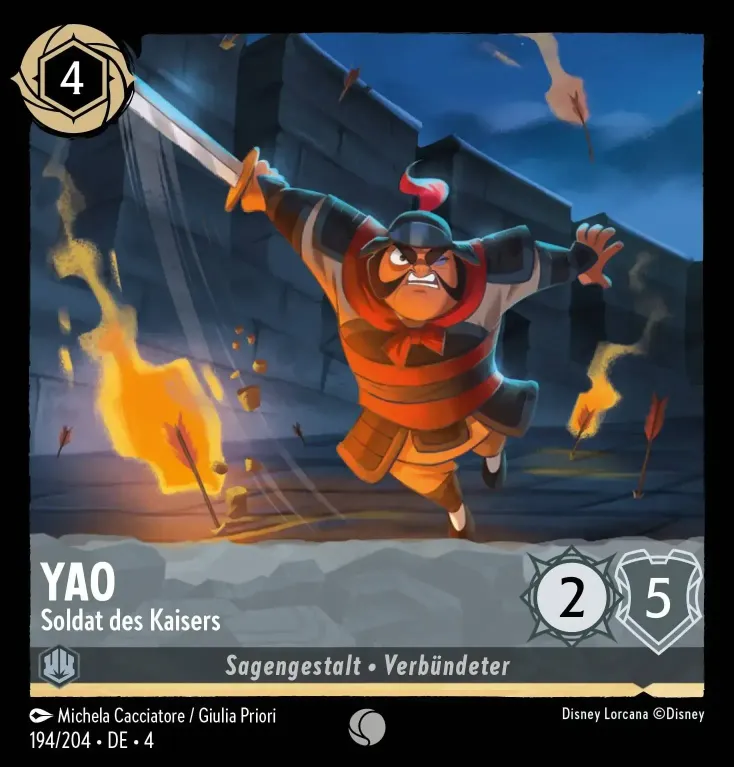 4
YAO
Soldat des Kaisers
2
5
Sagengestalt • Verbündeter
Michela Cacciatore / Giulia Priori
Disney Lorcana ©Disney
194/204 • DE • 4